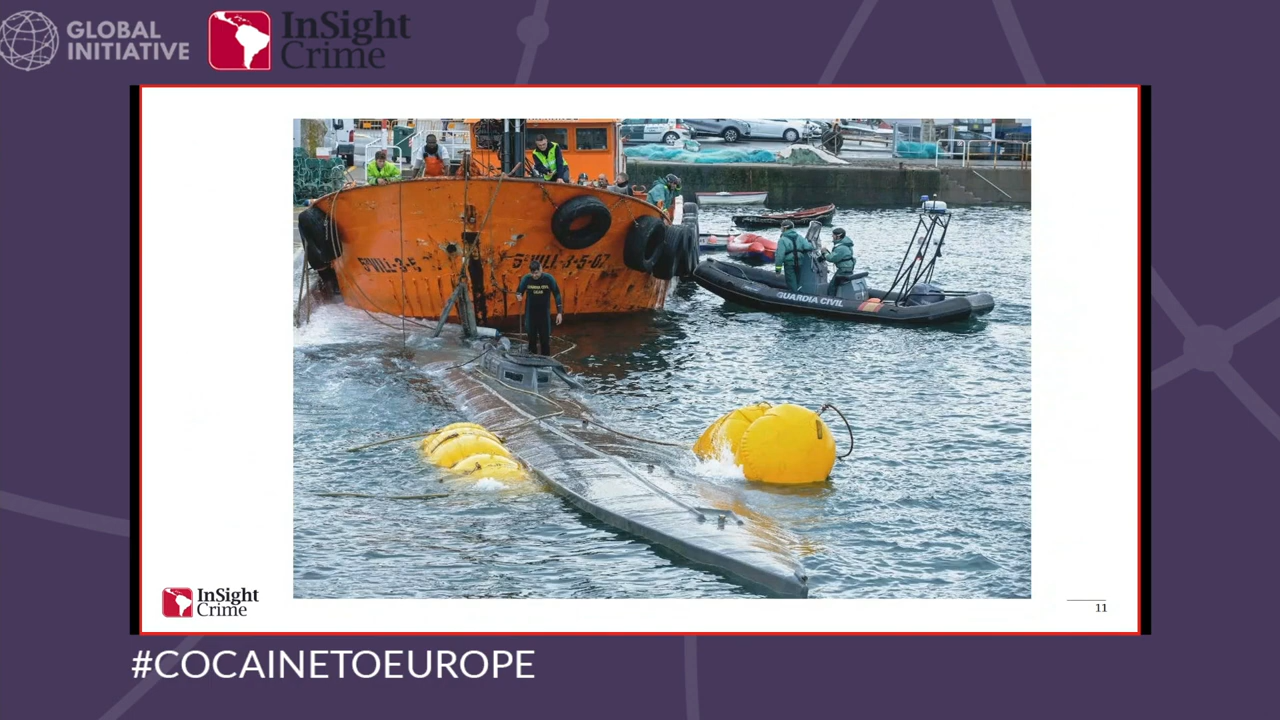 GLOBAL
INITIATIVE
InSight
Crime
GUARDIA CIVIL
InSight
Crime
11
#COCAINETOEUROPE